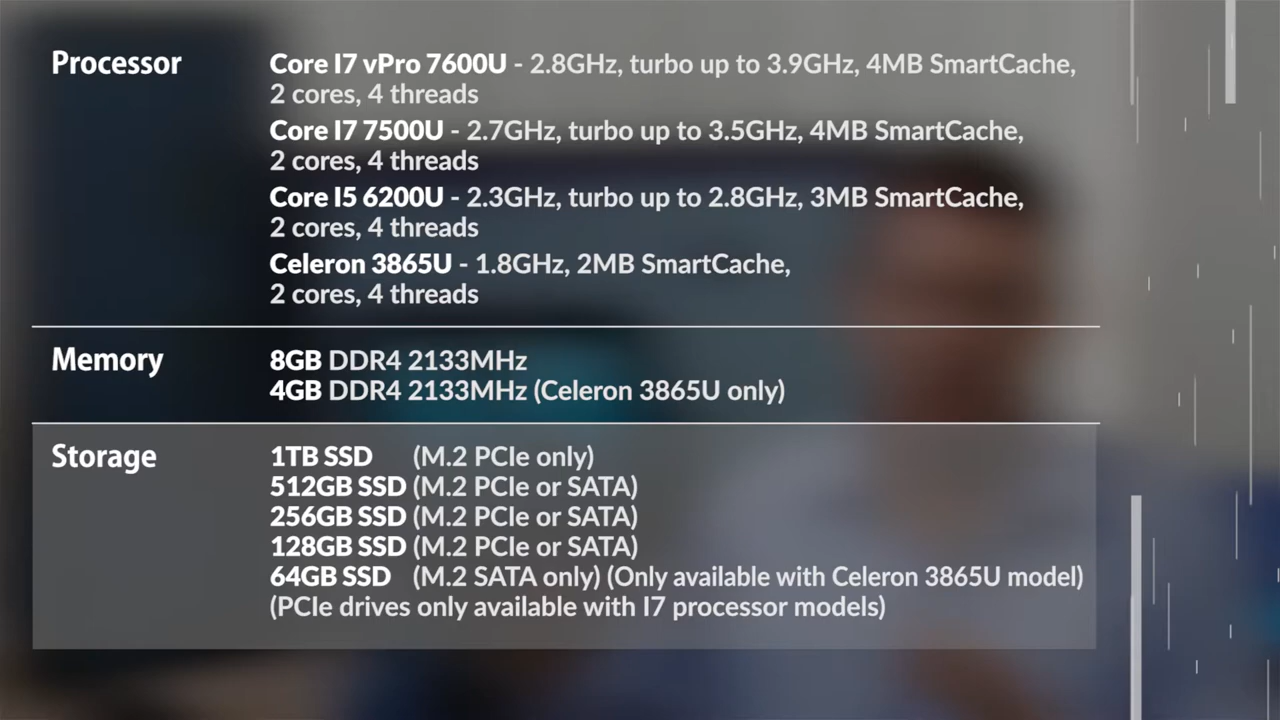 Processor
Core I7 vPro 7600U - 2.8GHz, turbo up to 3.9GHz, 4MB SmartCache,
2 cores, 4 threads
Core I7 7500U - 2.7GHz, turbo up to 3.5GHz, 4MB SmartCache,
2 cores, 4 threads
Core I5 6200U - 2.3GHz, turbo up to 2.8GHz, 3MB SmartCache,
2 cores, 4 threads
Celeron 3865U - 1.8GHz, 2MB SmartCache,
2 cores, 4 threads
Memory
8GB DDR4 2133MHz
4GB DDR4 2133MHz (Celeron 3865U only)
Storage
1TB SSD (M.2 PCIe only)
512GB SSD (M.2 PCIe or SATA)
256GB SSD (M.2 PCIe or SATA)
128GB SSD (M.2 PCIe or SATA)
64GB SSD (M.2 SATA only) (Only available with Celeron 3865U model)
(PCIe drives only available with I7 processor models)